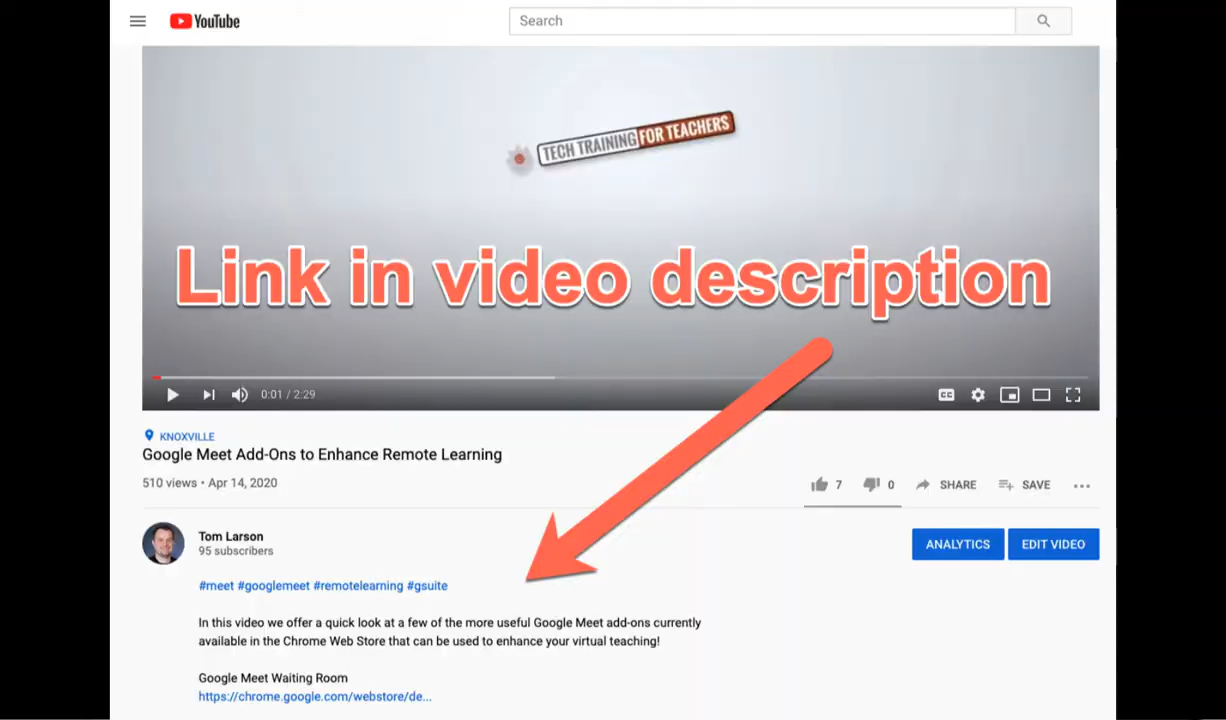 YouTube
Search
TECH TRAINING FOR TEACHERS
Link in video description
0:01 / 2:29
CC
KNOXVILLE
Google Meet Add-Ons to Enhance Remote Learning
510 views • Apr 14, 2020
7 0 SHARE SAVE
Tom Larson
95 subscribers
ANALYTICS EDIT VIDEO
#meet #googlemeet #remotelearning #gsuite
In this video we offer a quick look at a few of the more useful Google Meet add-ons currently
available in the Chrome Web Store that can be used to enhance your virtual teaching!
Google Meet Waiting Room
https://chrome.google.com/webstore/de...